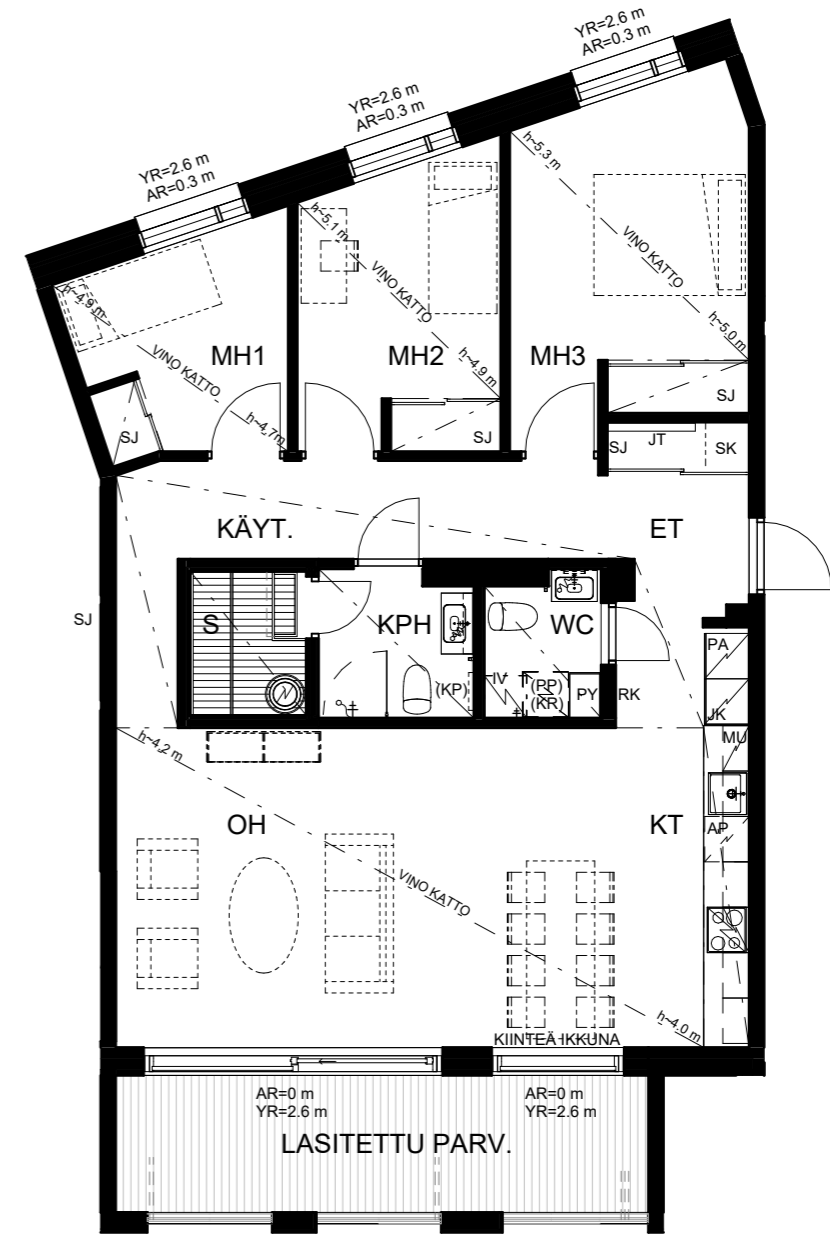 YR=2.6 m
AR=0.3 m
YR=2.6 m
AR=0.3 m
YR=2.6 m
AR=0.3 m
h~5.3 m
h~5.1 m
VINO KATTO
VINO KATTO
h~4.9 m
h~5.0 m
VINO KATTO
MH1
MH2
MH3
h~4.9 m
h~4.7m
SJ
SJ
SJ
SJ
JT
SK
KÄYT.
ET
SJ
S
KPH
WC
PA
(KP)
IV
(PP)
(KR)
PY
RK
JK
MU
h~4.2 m
OH
KT
AP
VINO KATTO
h~4.0 m
KIINTEÄ IKKUNA
AR=0 m
YR=2.6 m
AR=0 m
YR=2.6 m
LASITETTU PARV.